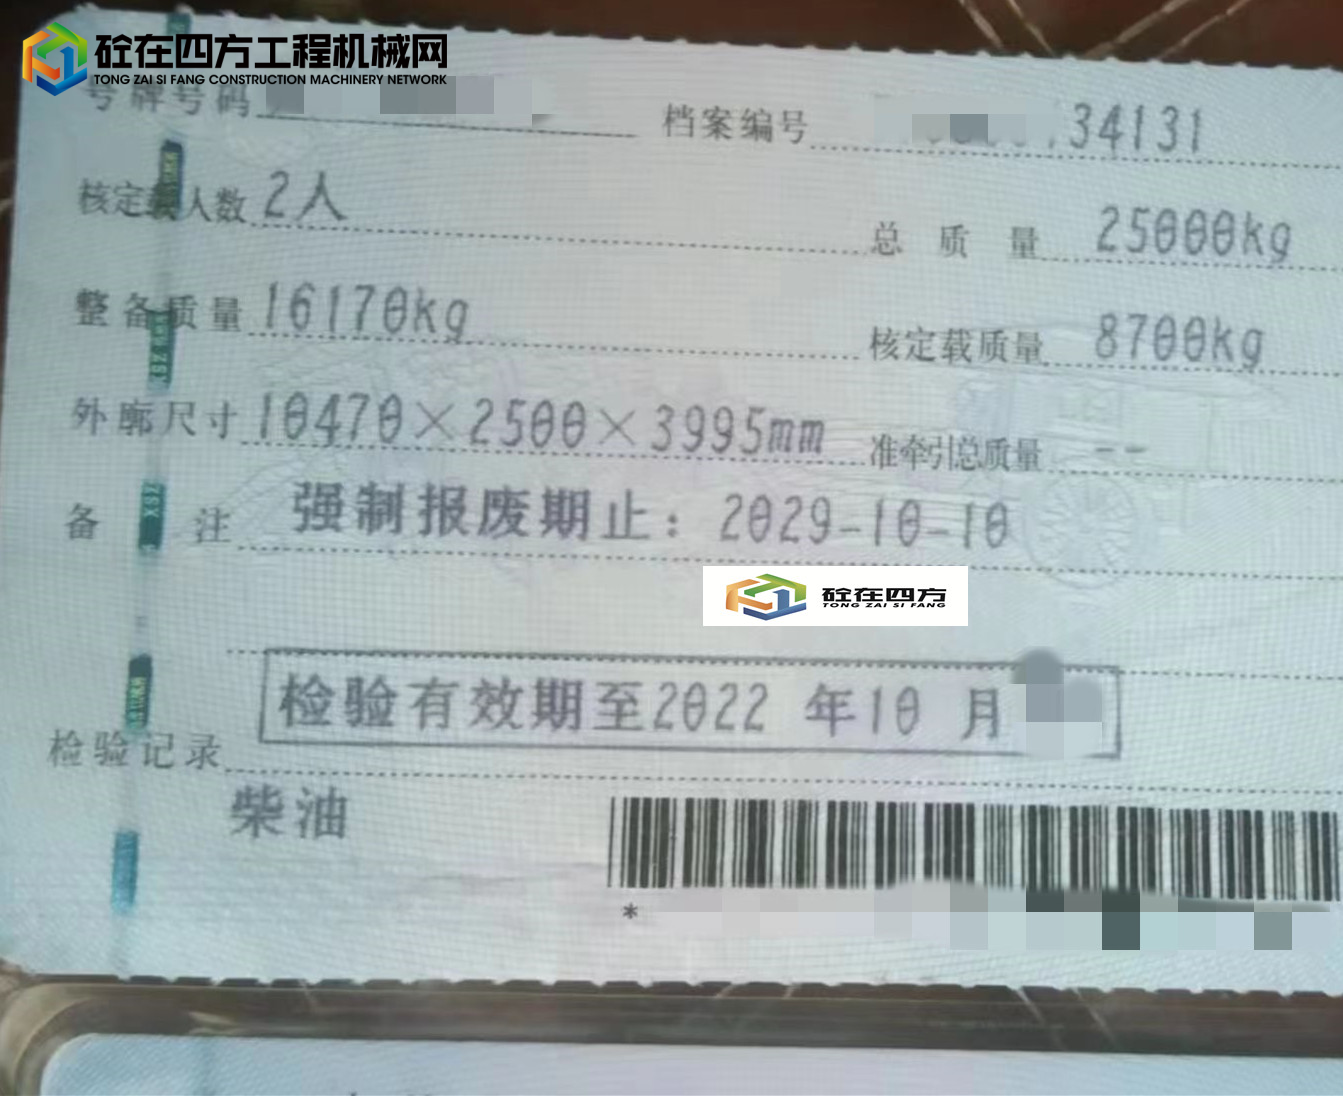 砼在四方工程机械网
TONG ZAI SI FANG CONSTRUCTION MACHINERY NETWORK
号牌号码 档案编号 34131
核定载人数 2人 总质量 25000kg
整备质量 16170kg 核定载质量 8700kg
外廓尺寸 10470×2500×3995mm 准牵引总质量 --
备注 强制报废期止：2029-10-10
砼在四方
TONG ZAI SI FANG
检验有效期至2022 年10 月
检验记录
柴油
*